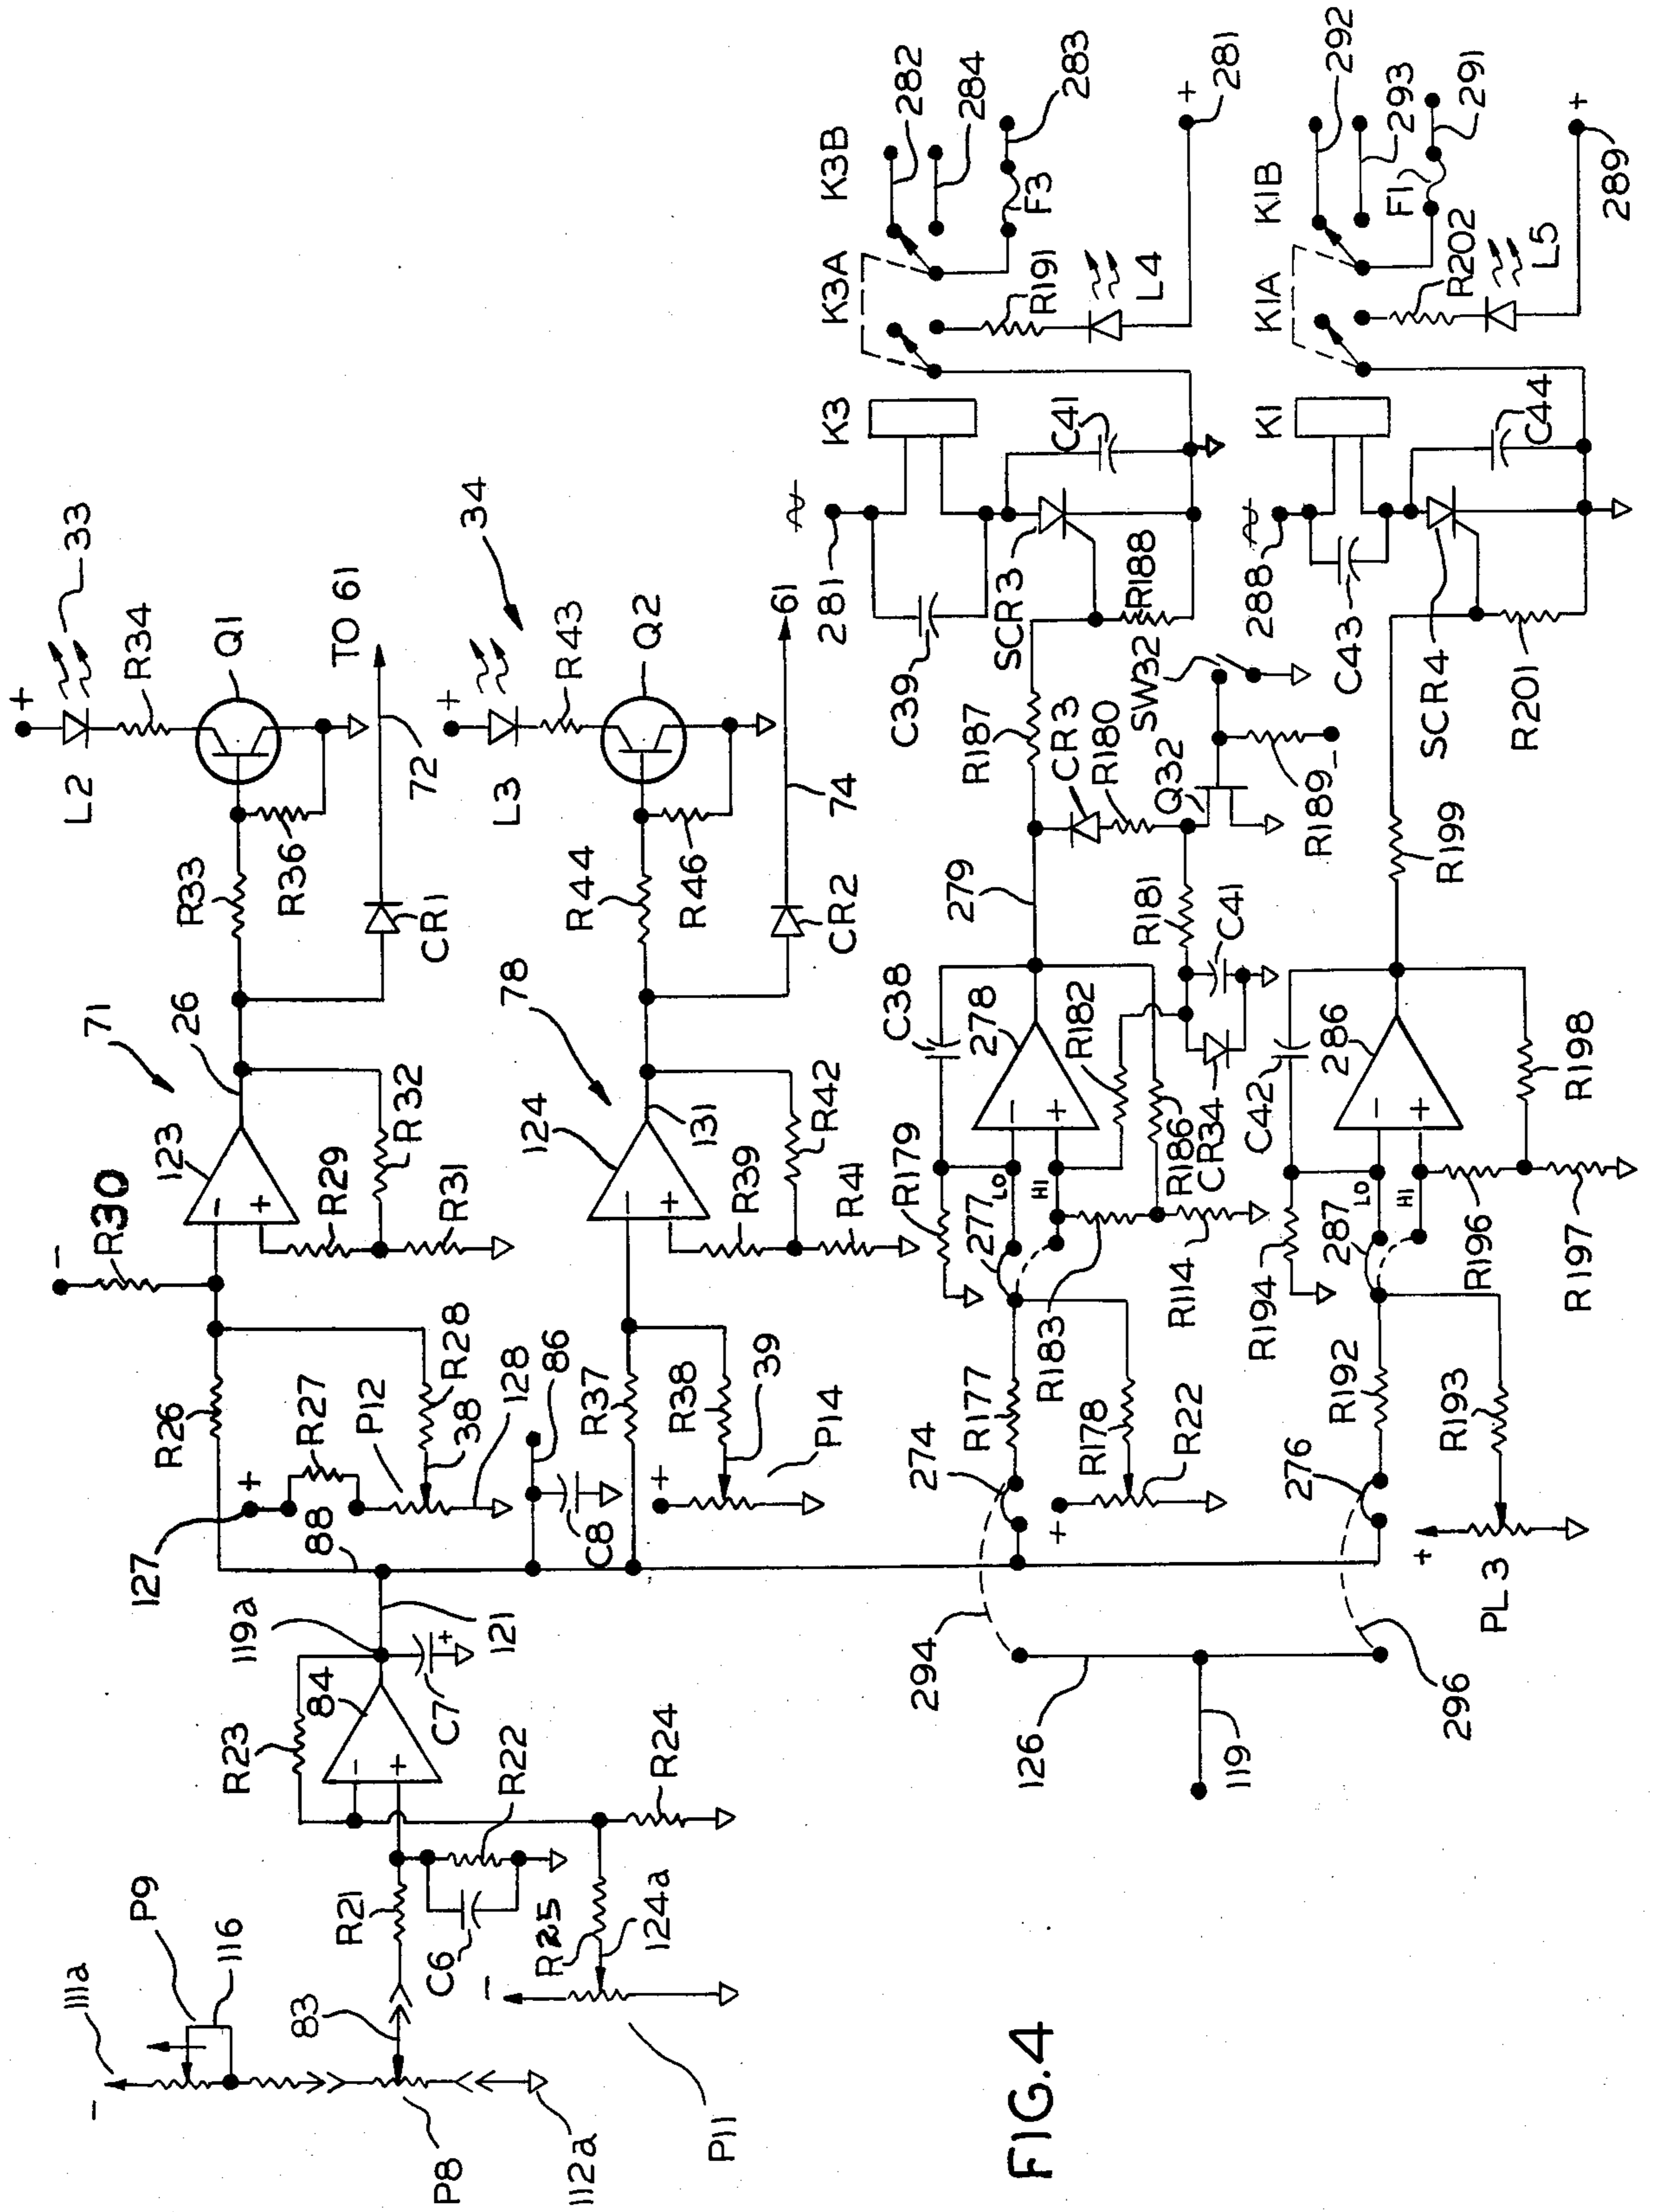 111a
P9
116
R30
L2
+
33
-
127
119a
71
R34
R26
123
26
R33
Q1
R23
R27
+
88
R29
R36
TO 61
83
R21
84
P12
R32
CR1
72
P8
C6
C7
R28
38
R31
+
L3
34
-
R22
121
128
86
124
78
R44
R43
Q2
112a
R25
124a
R24
C8
R37
R38
39
R39
131
R46
P11
+
P14
R42
R41
CR2
74
61
281
K3
K3A
K3B
282
294
274
R177
R179
C38
C39
284
277
LO
-
278
279
R187
SCR3
C41
R191
F3
283
FIG.4
126
+
R178
R183
HI
+
R182
CR3
R180
R188
L4
R22
R114
R186
R181
SW32
+
281
119
CR34
C41
Q32
R189
-
288
K1
K1A
K1B
292
276
R192
R194
C42
C43
293
296
287
LO
-
286
F1
291
+
PL3
R193
HI
+
R199
SCR4
R202
R196
R198
R201
C44
L5
+
R197
289